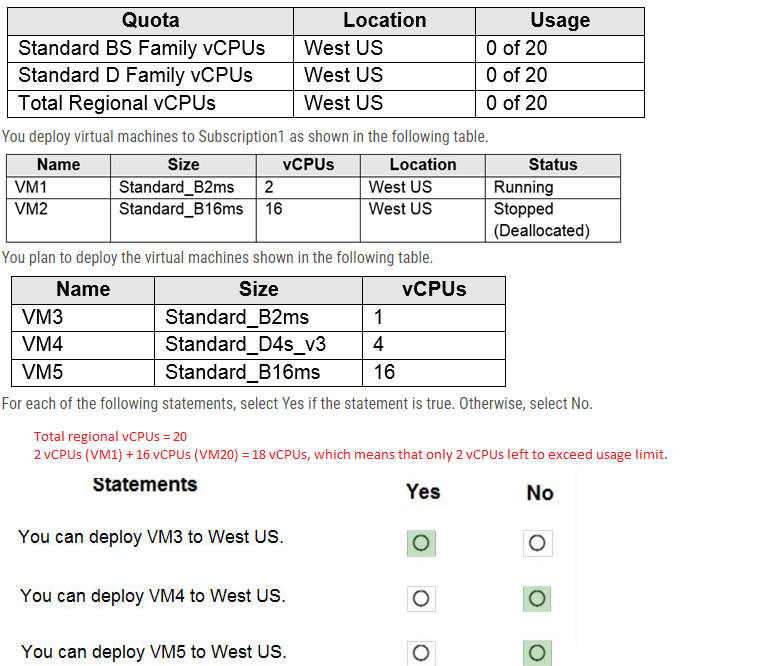 Quota Location Usage
Standard BS Family vCPUs West US 0 of 20
Standard D Family vCPUs West US 0 of 20
Total Regional vCPUs West US 0 of 20
You deploy virtual machines to Subscription1 as shown in the following table.
Name Size vCPUs Location Status
VM1 Standard_B2ms 2 West US Running
VM2 Standard_B16ms 16 West US Stopped
(Deallocated)
You plan to deploy the virtual machines shown in the following table.
Name Size vCPUs
VM3 Standard_B2ms 1
VM4 Standard_D4s_v3 4
VM5 Standard_B16ms 16
For each of the following statements, select Yes if the statement is true. Otherwise, select No.
Total regional vCPUs = 20
2 vCPUs (VM1) + 16 vCPUs (VM20) = 18 vCPUs, which means that only 2 vCPUs left to exceed usage limit.
Statements Yes No
You can deploy VM3 to West US.
You can deploy VM4 to West US.
You can deploy VM5 to West US.